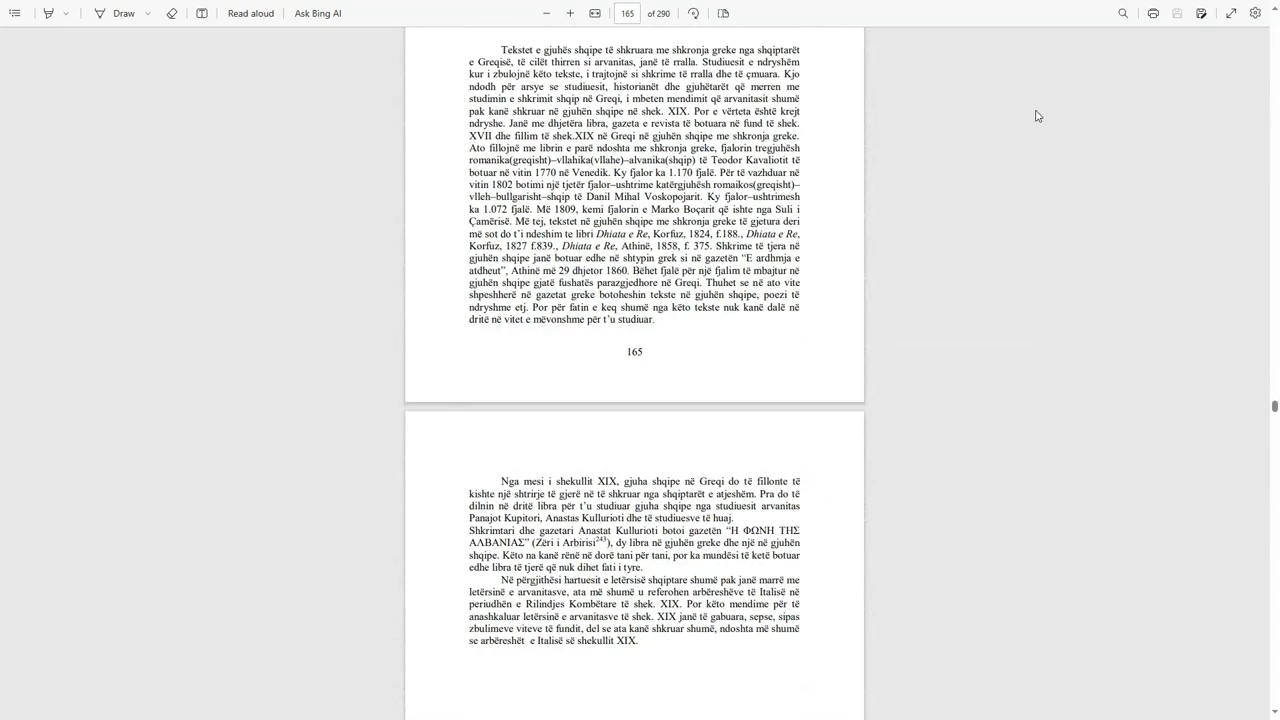 Draw
Read aloud
Ask Bing AI
165
of 290
Tekstet e gjuhës shqipe të shkruara me shkronja greke nga shqiptarët
e Greqisë, të cilët thirren si arvanitas, janë të rralla. Studiuesit e ndryshëm
kur i zbulojnë këto tekste, i trajtojnë si shkrime të rralla dhe të çmuara. Kjo
ndodh për arsye se studiuesit, historianët dhe gjuhëtarët që merren me
studimin e shkrimit shqip në Greqi, i mbeten mendimit që arvanitasit shumë
pak kanë shkruar në gjuhën shqipe në shek. XIX. Por e vërteta është krejt
ndryshe. Janë me dhjetëra libra, gazeta e revista të botuara në fund të shek.
XVII dhe fillim të shek.XIX në Greqi në gjuhën shqipe me shkronja greke.
Ato fillojnë me librin e parë ndoshta me shkronja greke, fjalorin tregjuhësh
romanika(greqisht)–vllahika(vllahe)–alvanika(shqip) të Teodor Kavaliotit të
botuar në vitin 1770 në Venedik. Ky fjalor ka 1.170 fjalë. Për të vazhduar në
vitin 1802 botimi një tjetër fjalor–ushtrime katërgjuhësh romaikos(greqisht)–
vlleh–bullgarisht–shqip të Danil Mihal Voskopojarit. Ky fjalor–ushtrimesh
ka 1.072 fjalë. Më 1809, kemi fjalorin e Marko Boçarit që ishte nga Suli i
Çamërisë. Më tej, tekstet në gjuhën shqipe me shkronja greke të gjetura deri
më sot do t’i ndeshim te libri Dhiata e Re, Korfuz, 1824, f.188., Dhiata e Re,
Korfuz, 1827 f.839., Dhiata e Re, Athinë, 1858, f. 375. Shkrime të tjera në
gjuhën shqipe janë botuar edhe në shtypin grek si në gazetën “E ardhmja e
atdheut”, Athinë më 29 dhjetor 1860. Bëhet fjalë për një fjalim të mbajtur në
gjuhën shqipe gjatë fushatës parazgjedhore në Greqi. Thuhet se në ato vite
shpeshherë në gazetat greke botoheshin tekste në gjuhën shqipe, poezi të
ndryshme etj. Por për fatin e keq shumë nga këto tekste nuk kanë dalë në
dritë në vitet e mëvonshme për t’u studiuar.
165
Nga mesi i shekullit XIX, gjuha shqipe në Greqi do të fillonte të
kishte një shtrirje të gjerë në të shkruar nga shqiptarët e atjeshëm. Pra do të
dilnin në dritë libra për t’u studiuar gjuha shqipe nga studiuesit arvanitas
Panajot Kupitori, Anastas Kullurioti dhe të studiuesve të huaj.
Shkrimtari dhe gazetari Anastat Kullurioti botoi gazetën “Η ΦΩΝΗ ΤΗΣ
ΑΛΒΑΝΙΑΣ” (Zëri i Arbirisi243), dy libra në gjuhën greke dhe një në gjuhën
shqipe. Këto na kanë rënë në dorë tani për tani, por ka mundësi të ketë botuar
edhe libra të tjerë që nuk dihet fati i tyre.
Në përgjithësi hartuesit e letërsisë shqiptare shumë pak janë marrë me
letërsinë e arvanitasve, ata më shumë u referohen arbëreshëve të Italisë në
periudhën e Rilindjes Kombëtare të shek. XIX. Por këto mendime për të
anashkaluar letërsinë e arvanitasve të shek. XIX janë të gabuara, sepse, sipas
zbulimeve viteve të fundit, del se ata kanë shkruar shumë, ndoshta më shumë
se arbëreshët e Italisë së shekullit XIX.